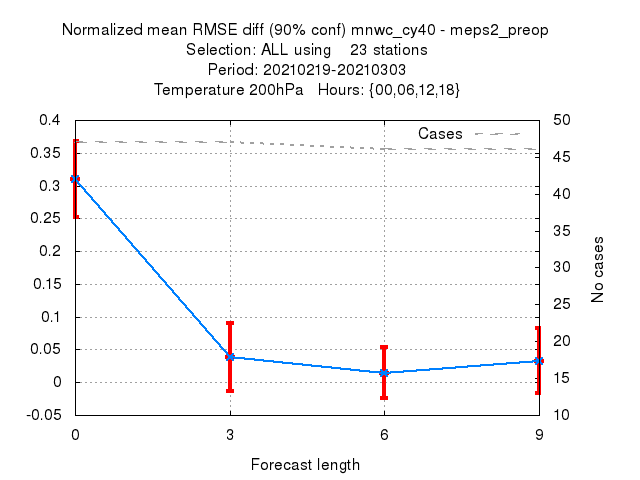 Normalized mean RMSE diff (90% conf) mnwc_cy40 - meps2_preop
Selection: ALL using 23 stations
Period: 20210219-20210303
Temperature 200hPa Hours: {00,06,12,18}
Cases
0.4
0.35
0.3
0.25
0.2
0.15
0.1
0.05
0
-0.05
50
45
40
35
30
25
20
15
10
No cases
0 3 6 9
Forecast length